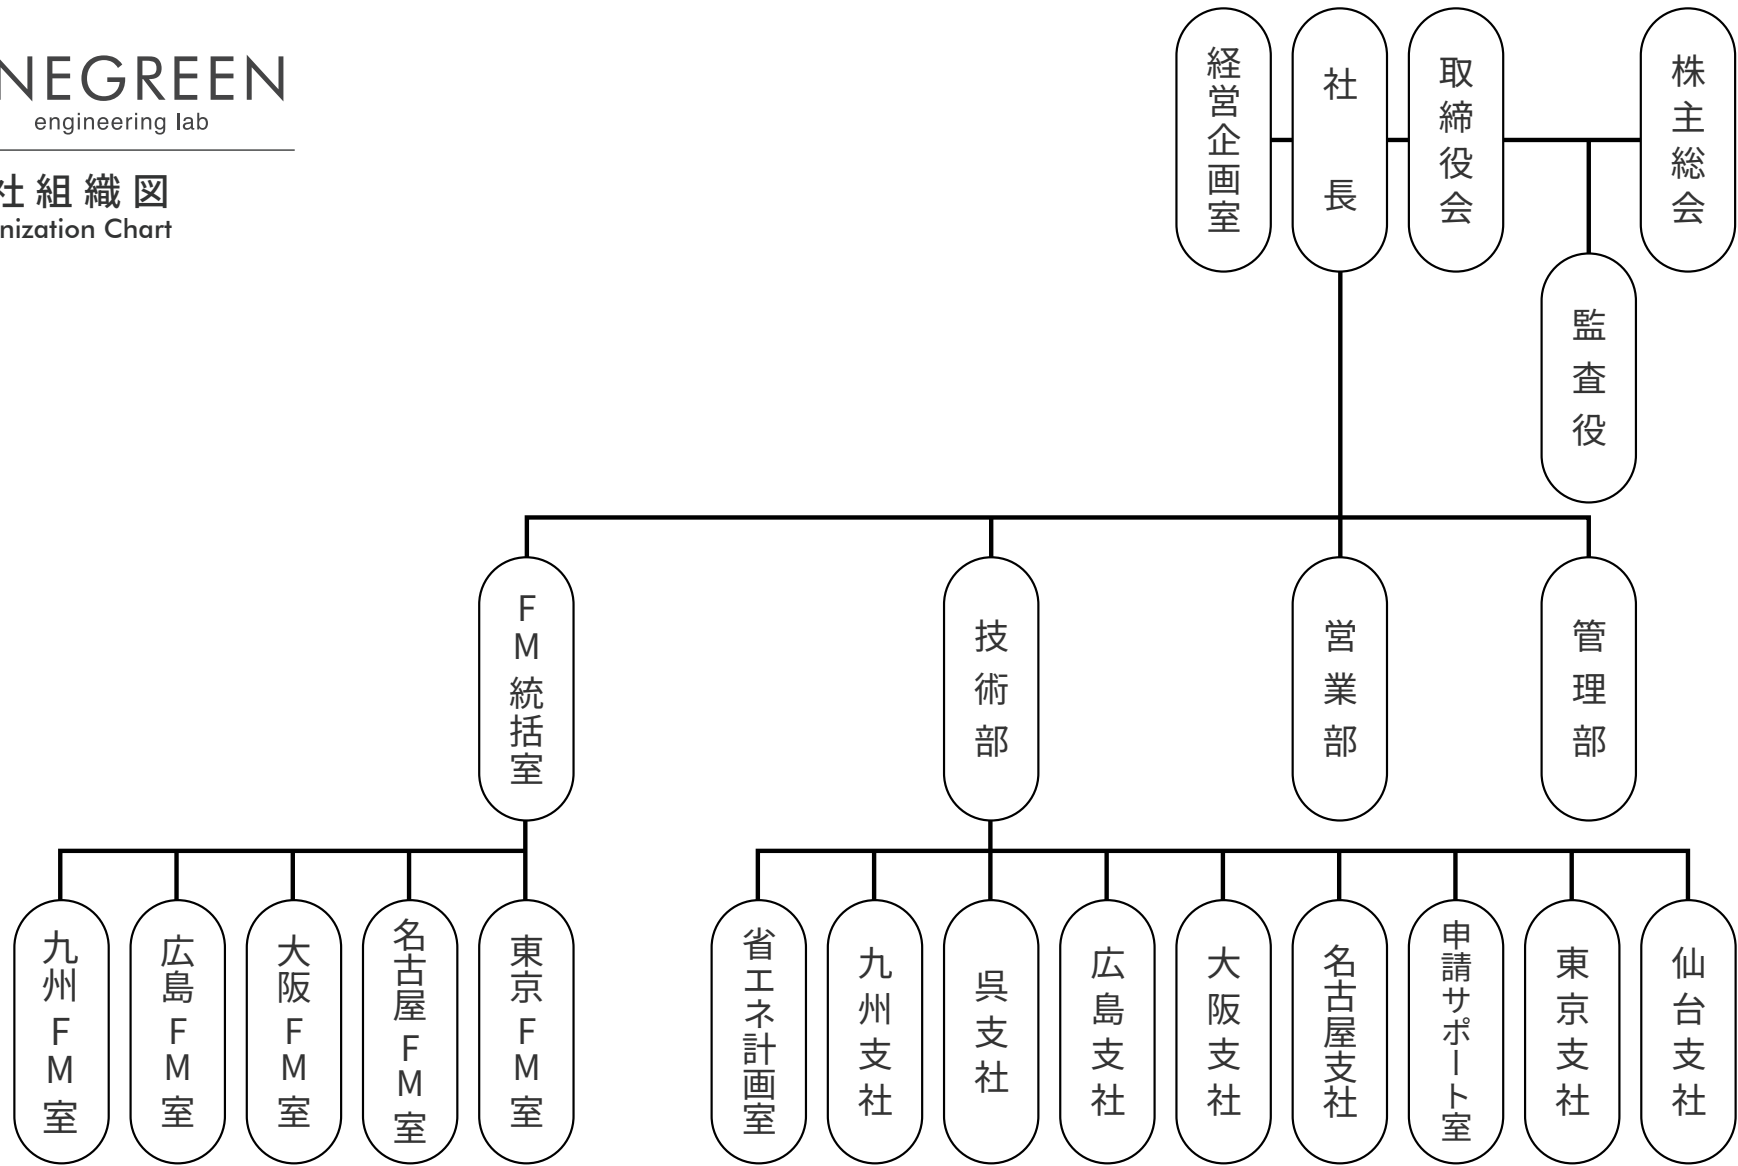 NEGREEN
engineering lab
社組織図
nization Chart
株主総会
取締役会
社長
経営企画室
監査役
管理部
営業部
技術部
FM統括室
仙台支社
東京支社
申請サポート室
名古屋支社
大阪支社
広島支社
呉支社
九州支社
省エネ計画室
東京FM室
名古屋FM室
大阪FM室
広島FM室
九州FM室